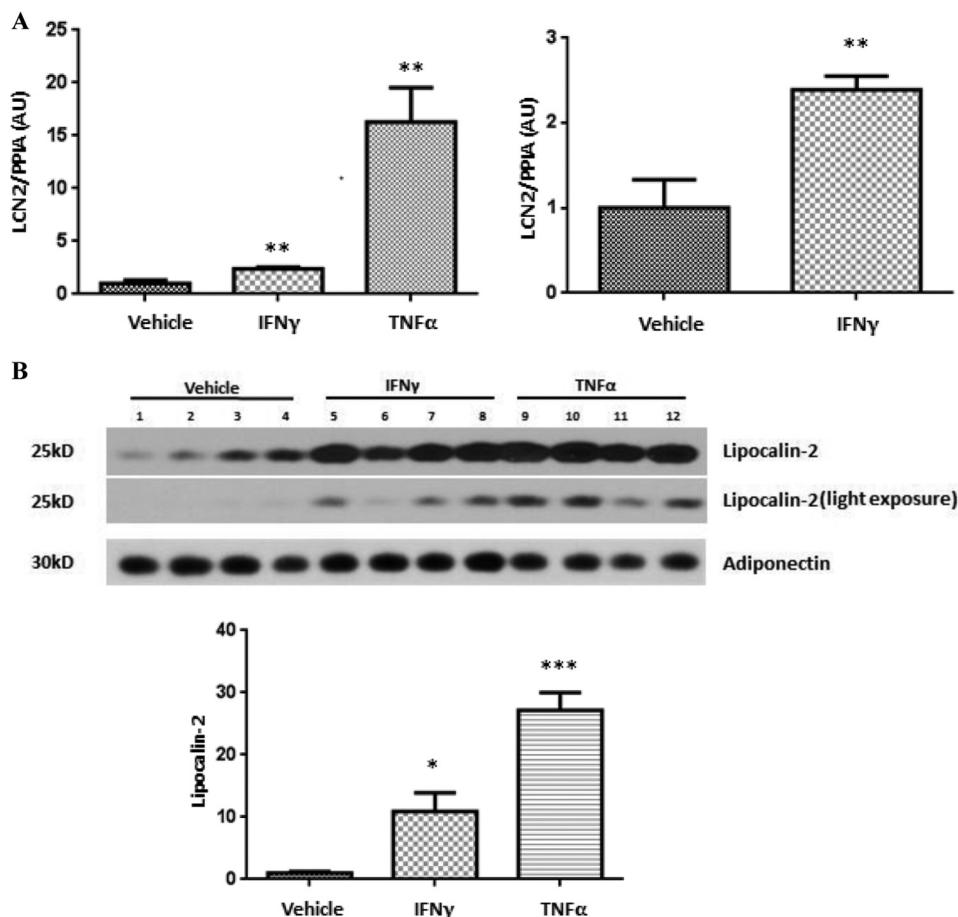 A
LCN2/PPIA (AU)
25
20
15
10
5
0
**
**
Vehicle IFNγ TNFα
LCN2/PPIA (AU)
3
2
1
0
**
Vehicle IFNγ
B
Vehicle IFNγ TNFα
1 2 3 4 5 6 7 8 9 10 11 12
25kD Lipocalin-2
25kD Lipocalin-2(light exposure)
30kD Adiponectin
Lipocalin-2
40
30
20
10
0
*
***
Vehicle IFNγ TNFα